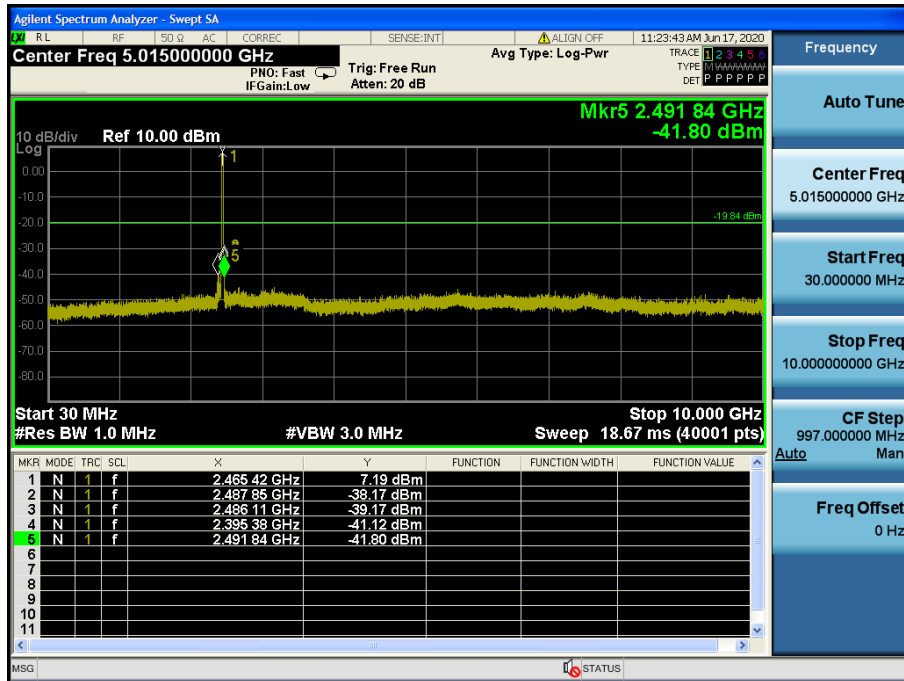 Agilent Spectrum Analyzer - Swept SA
LXI RL RF 50 Ω AC CORREC SENSE:INT ALIGN OFF 11:23:43 AM Jun 17, 2020
Center Freq 5.015000000 GHz
PNO: Fast
IFGain:Low
Trig: Free Run
Atten: 20 dB
Avg Type: Log-Pwr
TRACE 1 2 3 4 5 6
TYPE M WWWWW
DET P P P P P P
Mkr5 2.491 84 GHz
-41.80 dBm
10 dB/div Ref 10.00 dBm
Log
0.00
-10.0
-20.0
-30.0
-40.0
-50.0
-60.0
-70.0
-80.0
1
5
-19.84 dBm
Start 30 MHz Stop 10.000 GHz
#Res BW 1.0 MHz #VBW 3.0 MHz Sweep 18.67 ms (40001 pts)
MKR MODE TRC SCL X Y FUNCTION FUNCTION WIDTH FUNCTION VALUE
1 N 1 f 2.465 42 GHz 7.19 dBm
2 N 1 f 2.487 85 GHz -38.17 dBm
3 N 1 f 2.486 11 GHz -39.17 dBm
4 N 1 f 2.395 38 GHz -41.12 dBm
5 N 1 f 2.491 84 GHz -41.80 dBm
6
7
8
9
10
11
MSG STATUS
Frequency
Auto Tune
Center Freq
5.015000000 GHz
Start Freq
30.000000 MHz
Stop Freq
10.000000000 GHz
CF Step
997.000000 MHz
Auto Man
Freq Offset
0 Hz